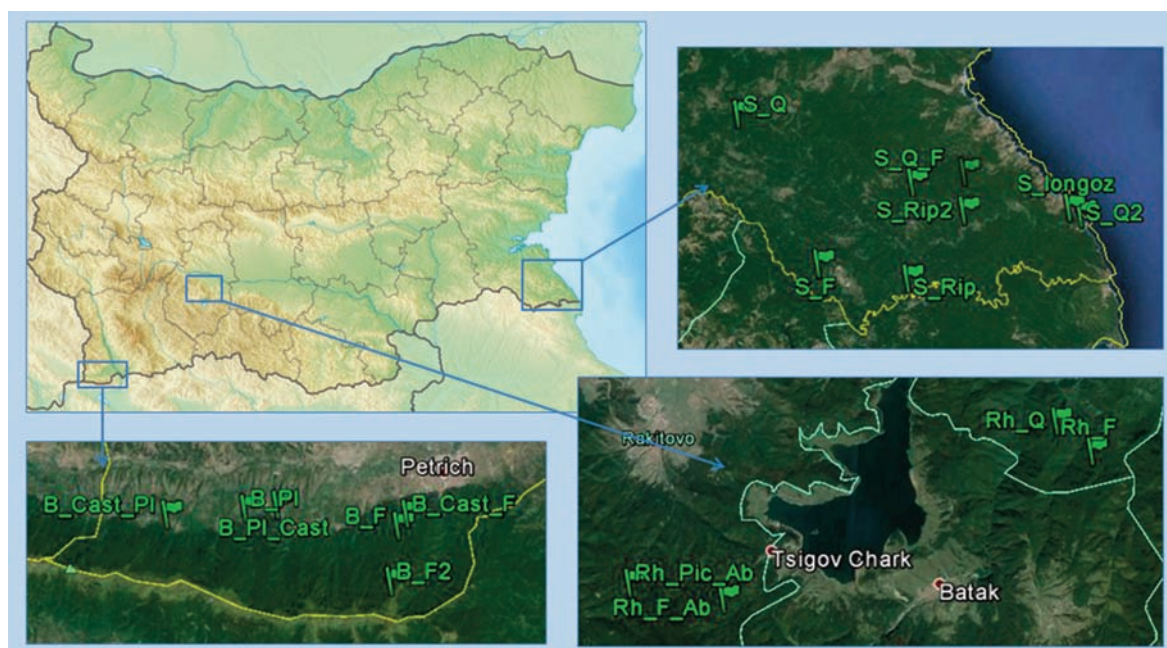 S_Q
S_Q_F
S_longoz
S_Rip2
S_Q2
S_F
S_Rip
Petrich
B_Cast_Pl
B_Pl
B_Pl_Cast
B_F
B_Cast_F
B_F2
Rakitovo
Rh_Q
Rh_F
Tsigov Chark
Rh_Pic_Ab
Rh_F_Ab
Batak